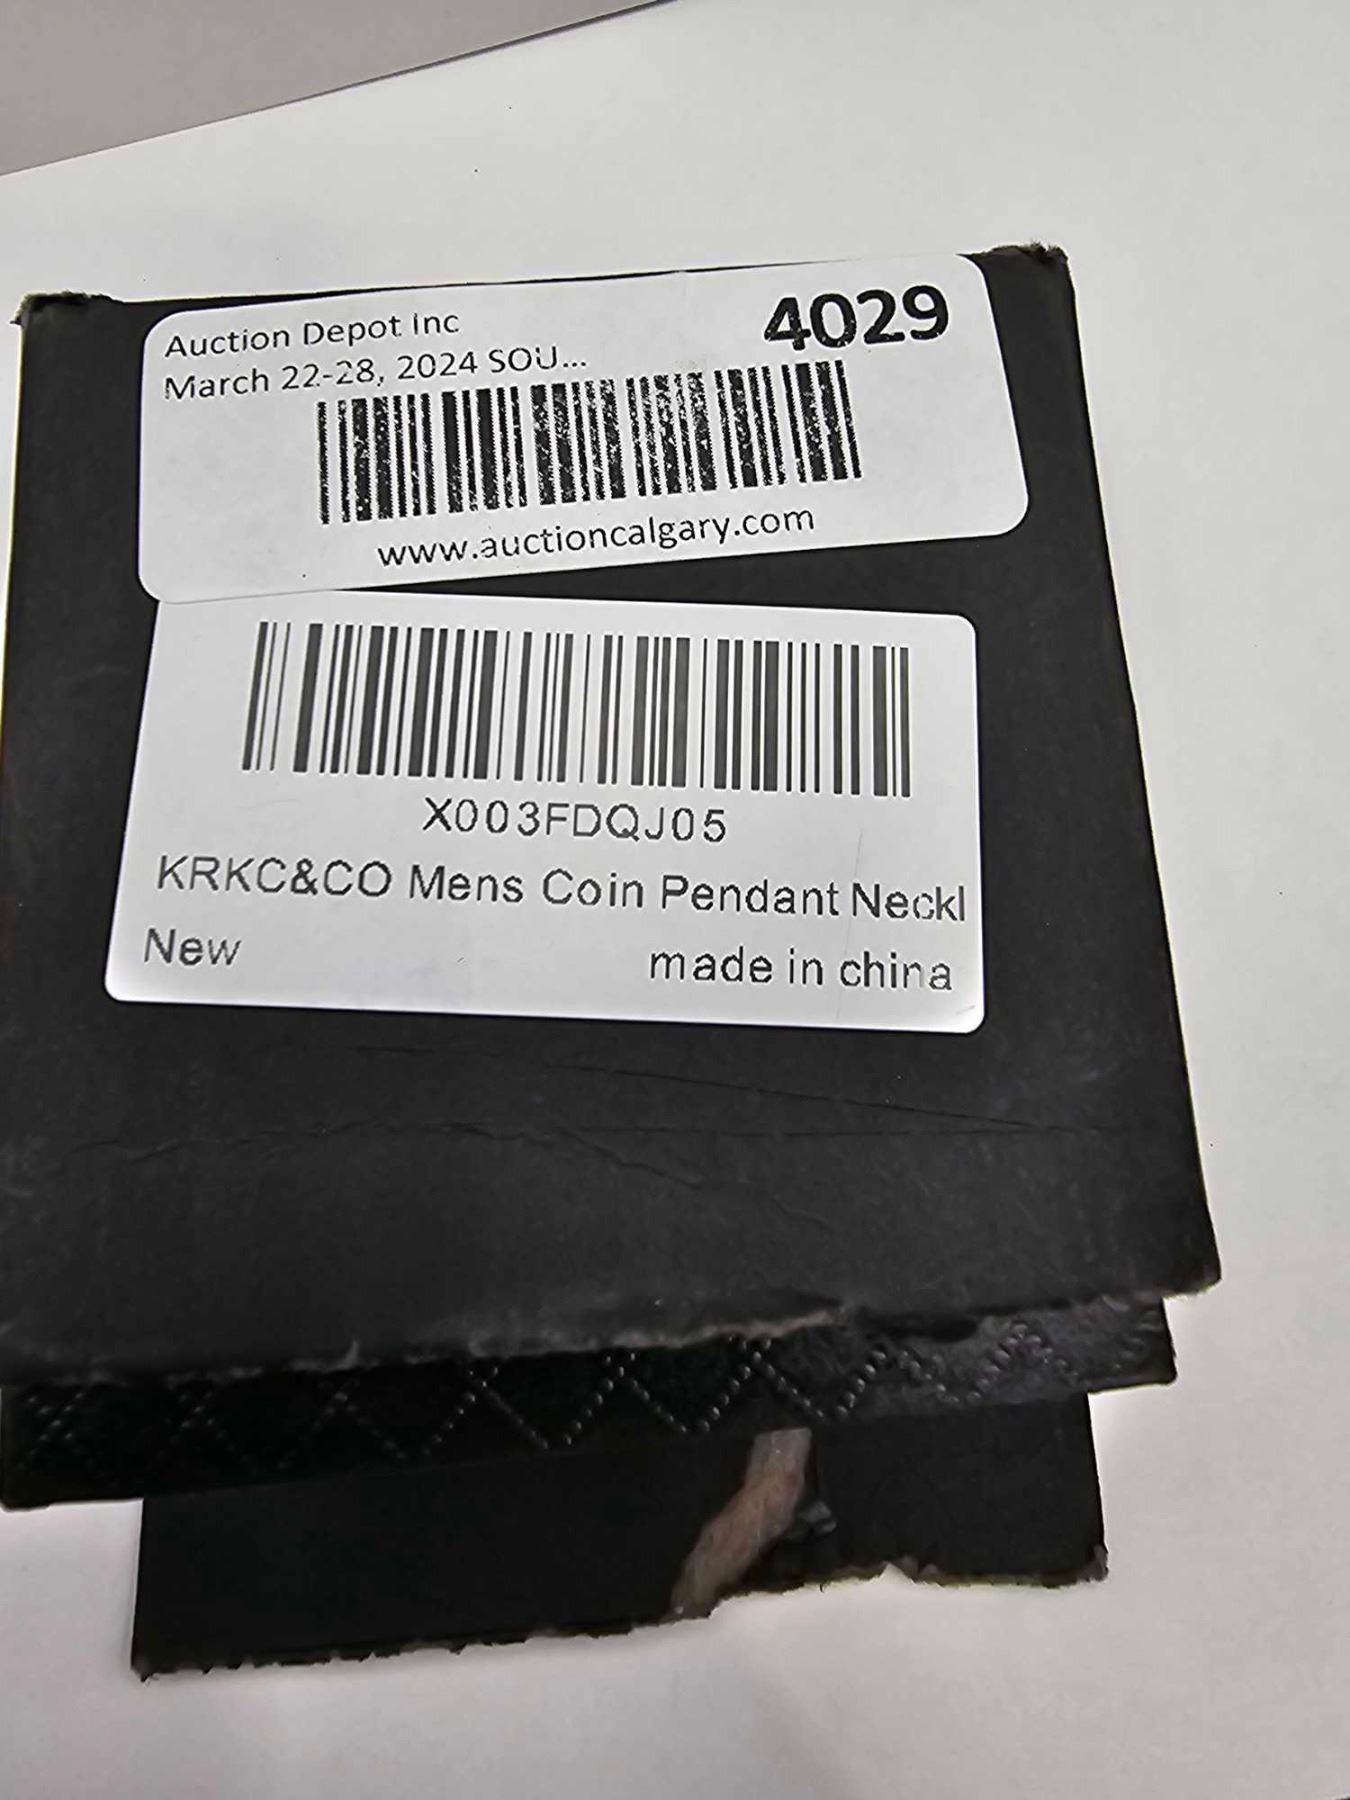 Auction Depot Inc
4029
March 22-28, 2024 SOU...
www.auctioncalgary.com
X003FDQJ05
KRKC&CO Mens Coin Pendant Neckl
New made in china